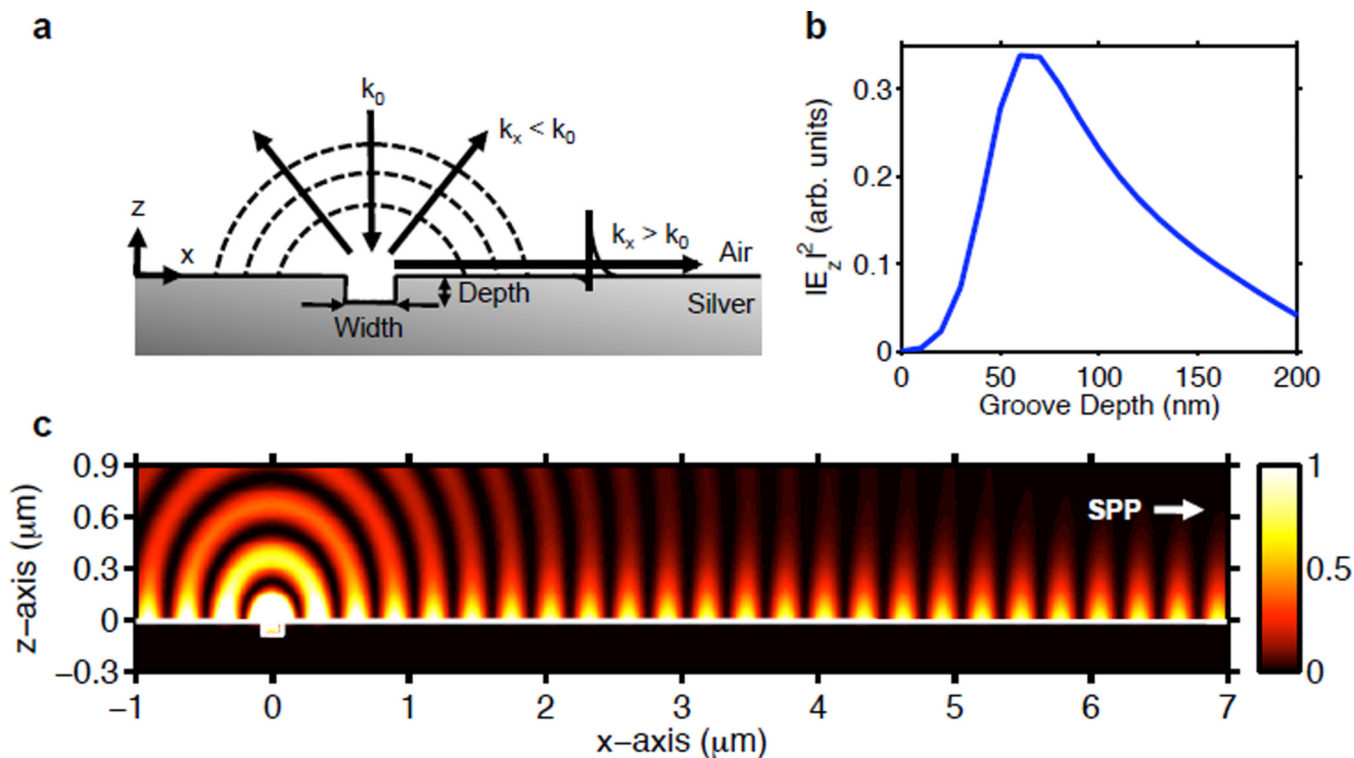 a
k₀
kₓ < k₀
z
x
kₓ > k₀
Air
Depth
Silver
Width
b
|E_z|² (arb. units)
0.3
0.2
0.1
0
0 50 100 150 200
Groove Depth (nm)
c
z−axis (μm)
0.9
0.6
0.3
0
−0.3
SPP
−1 0 1 2 3 4 5 6 7
x−axis (μm)
1
0.5
0